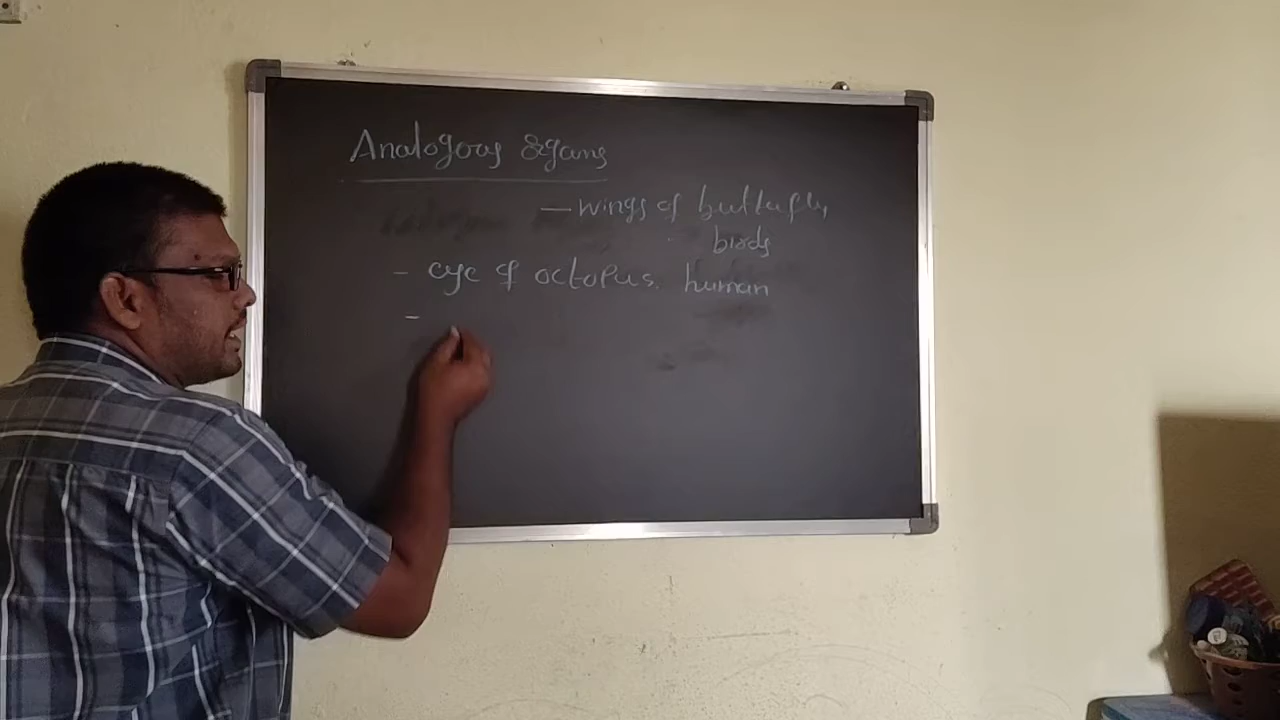 Analogous organs
— wings of butterfly,
birds
- eye of octopus. human
-